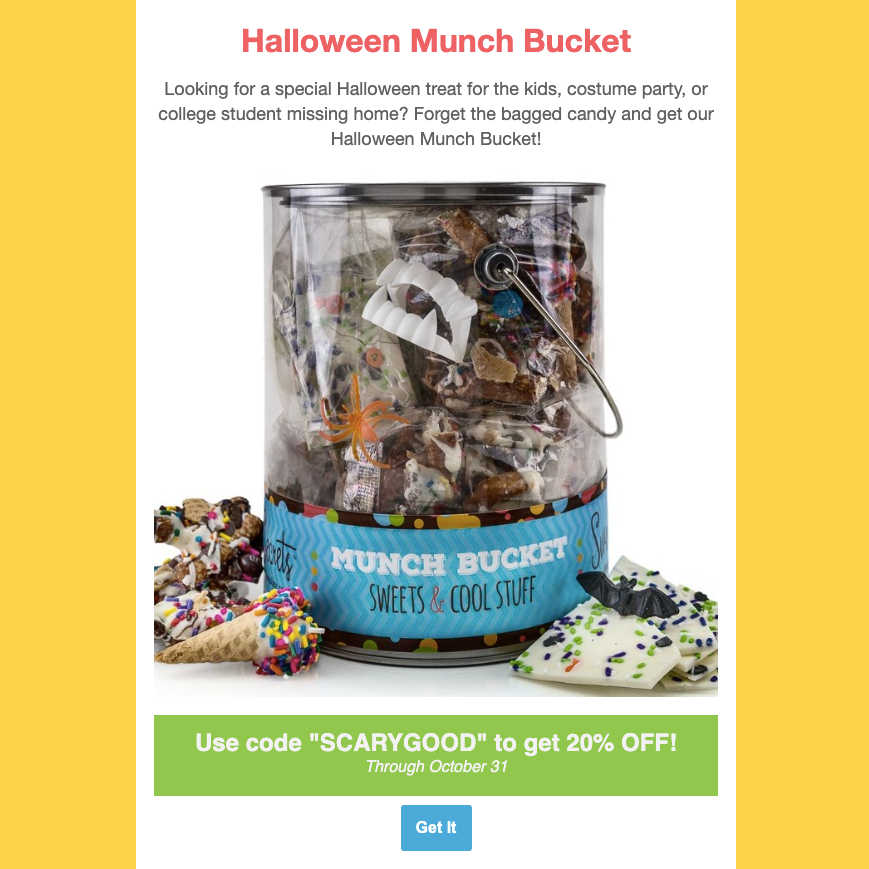 Halloween Munch Bucket
Looking for a special Halloween treat for the kids, costume party, or
college student missing home? Forget the bagged candy and get our
Halloween Munch Bucket!
MUNCH BUCKET
SWEETS & COOL STUFF
Use code "SCARYGOOD" to get 20% OFF!
Through October 31
Get It